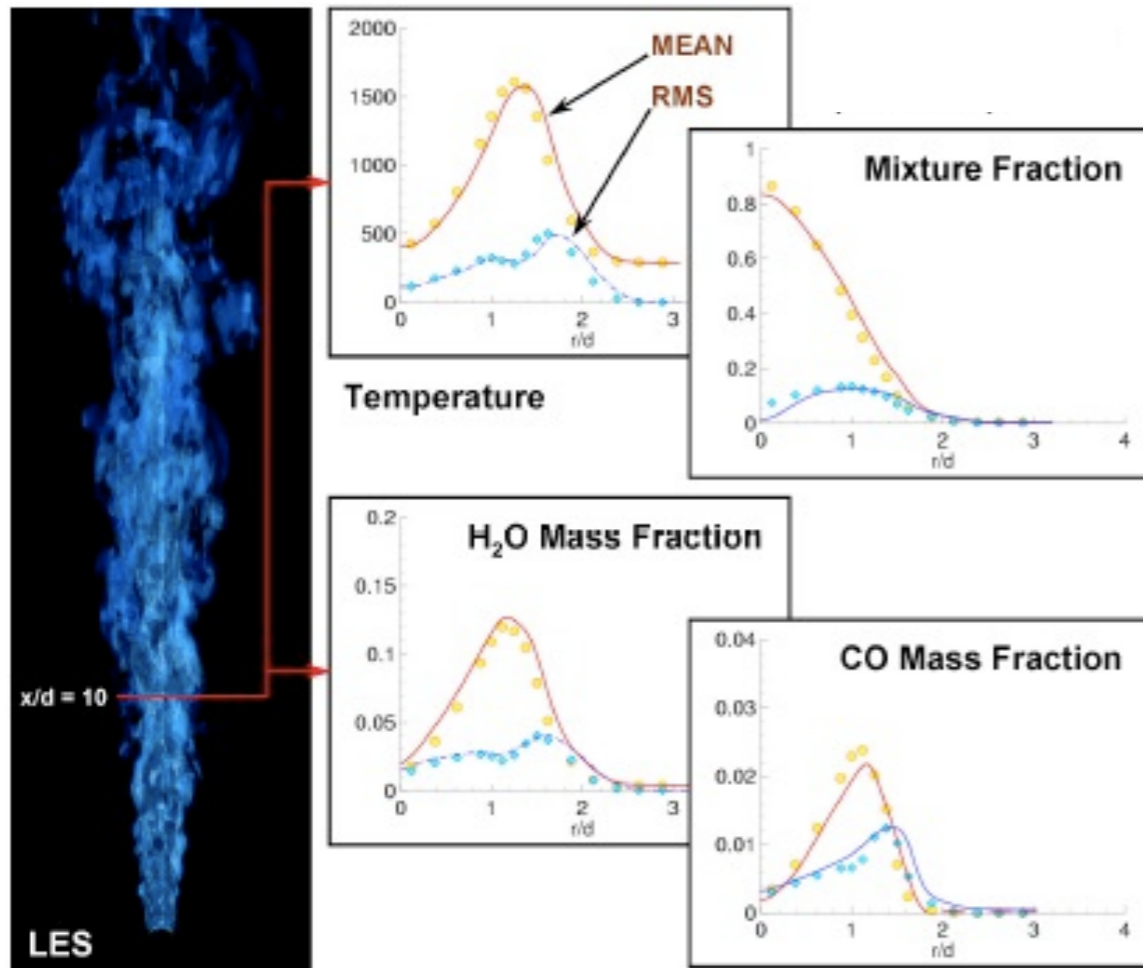 2000
1500
1000
500
0
0 1 2 3
r/d
MEAN
RMS
Temperature
Mixture Fraction
1
0.8
0.6
0.4
0.2
0
0 1 2 3 4
r/d
H₂O Mass Fraction
0.2
0.15
0.1
0.05
0
0 1 2 3
r/d
CO Mass Fraction
0.04
0.03
0.02
0.01
0
0 1 2 3 4
r/d
x/d = 10
LES